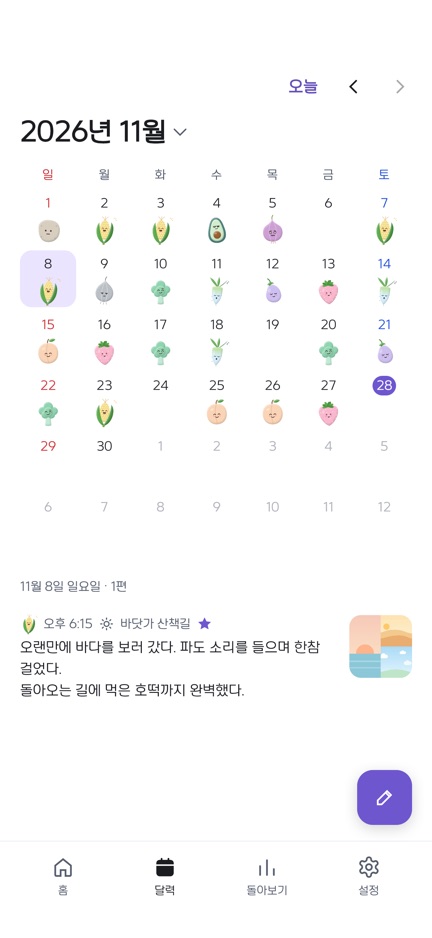 오늘
2026년 11월
일 월 화 수 목 금 토
1 2 3 4 5 6 7
8 9 10 11 12 13 14
15 16 17 18 19 20 21
22 23 24 25 26 27 28
29 30 1 2 3 4 5
6 7 8 9 10 11 12
11월 8일 일요일 · 1편
오후 6:15 바닷가 산책길
오랜만에 바다를 보러 갔다. 파도 소리를 들으며 한참
걸었다.
돌아오는 길에 먹은 호떡까지 완벽했다.
홈 달력 돌아보기 설정